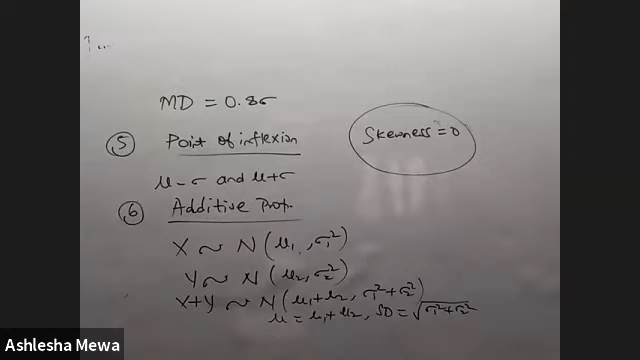 ? ...
MD = 0.8σ
5 Point of inflexion
Skewness = 0
μ-σ and μ+σ
6 Additive Prop.
X ~ N(μ₁, σ₁²)
Y ~ N(μ₂, σ₂²)
X+Y ~ N(μ₁+μ₂, σ₁²+σ₂²)
μ = μ₁+μ₂, SD = √σ₁²+σ₂²
Ashlesha Mewa